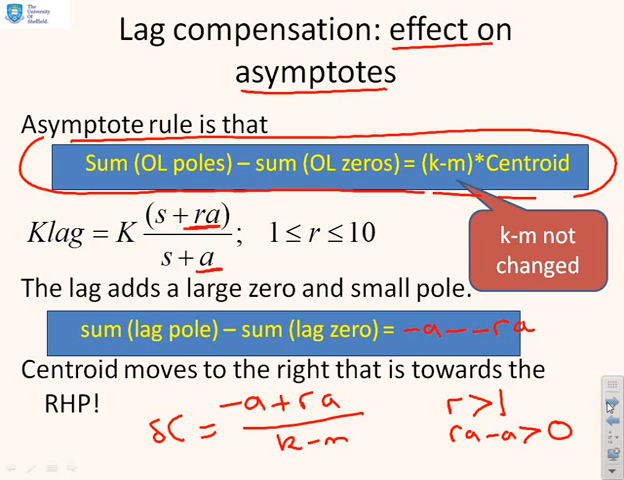 The
University
Of
Sheffield.
Lag compensation: effect on
asymptotes
Asymptote rule is that
Sum (OL poles) – sum (OL zeros) = (k-m)*Centroid
Klag = K (s + ra) / (s + a); 1 ≤ r ≤ 10
k-m not
changed
The lag adds a large zero and small pole.
sum (lag pole) – sum (lag zero) = -a - -ra
Centroid moves to the right that is towards the
RHP!
δC = (-a + ra) / (k-m)
r > 1
ra - a > 0